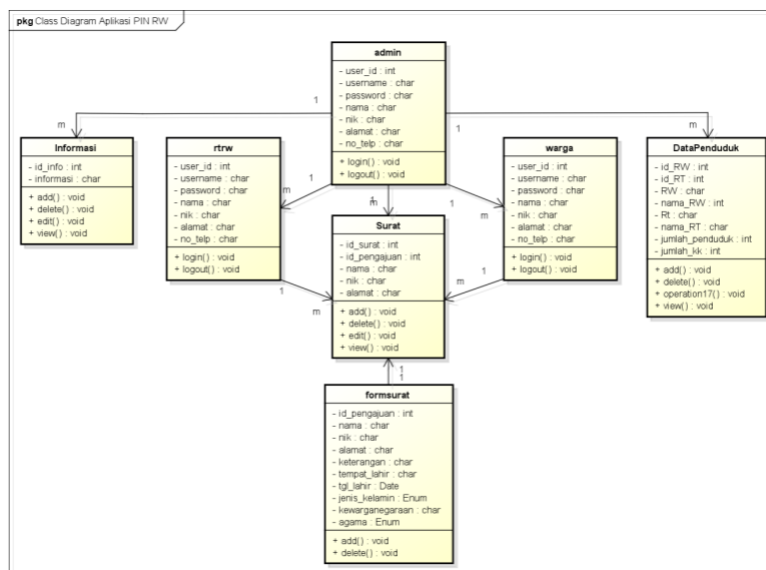 pkg Class Diagram Aplikasi PIN RW
admin
- user_id : int
- username : char
- password : char
- nama : char
- nik : char
- alamat : char
- no_telp : char
+ login() : void
+ logout() : void
1
1
1
1
1
m
m
m
m
m
Informasi
- id_info : int
- informasi : char
+ add() : void
+ delete() : void
+ edit() : void
+ view() : void
rtrw
- user_id : int
- username : char
- password : char
- nama : char
- nik : char
- alamat : char
- no_telp : char
+ login() : void
+ logout() : void
1
m
Surat
- id_surat : int
- id_pengajuan : int
- nama : char
- nik : char
- alamat : char
+ add() : void
+ delete() : void
+ edit() : void
+ view() : void
warga
- user_id : int
- username : char
- password : char
- nama : char
- nik : char
- alamat : char
- no_telp : char
+ login() : void
+ logout() : void
1
m
DataPenduduk
- id_RW : int
- id_RT : int
- RW : char
- nama_RW : int
- Rt : char
- nama_RT : char
- jumlah_penduduk : int
- jumlah_kk : int
+ add() : void
+ delete() : void
+ operation17() : void
+ view() : void
1
1
formsurat
- id_pengajuan : int
- nama : char
- nik : char
- alamat : char
- keterangan : char
- tempat_lahir : char
- tgl_lahir : Date
- jenis_kelamin : Enum
- kewarganegaraan : char
- agama : Enum
+ add() : void
+ delete() : void